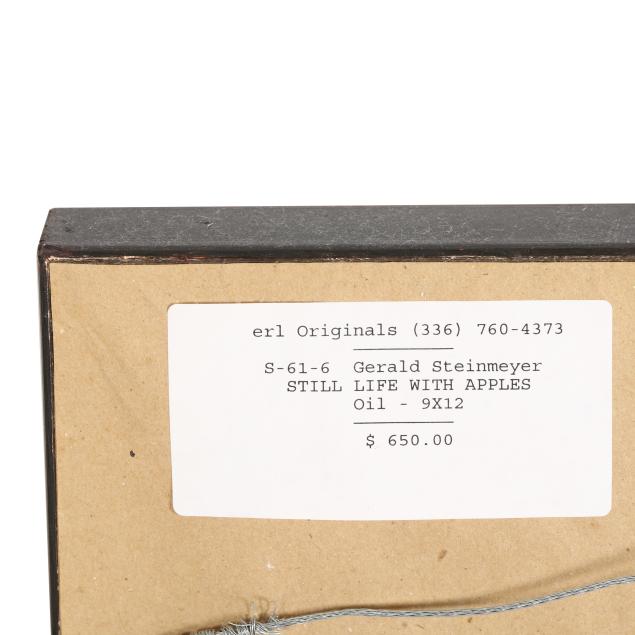 erl Originals (336) 760-4373
S-61-6 Gerald Steinmeyer
STILL LIFE WITH APPLES
Oil - 9X12
$ 650.00